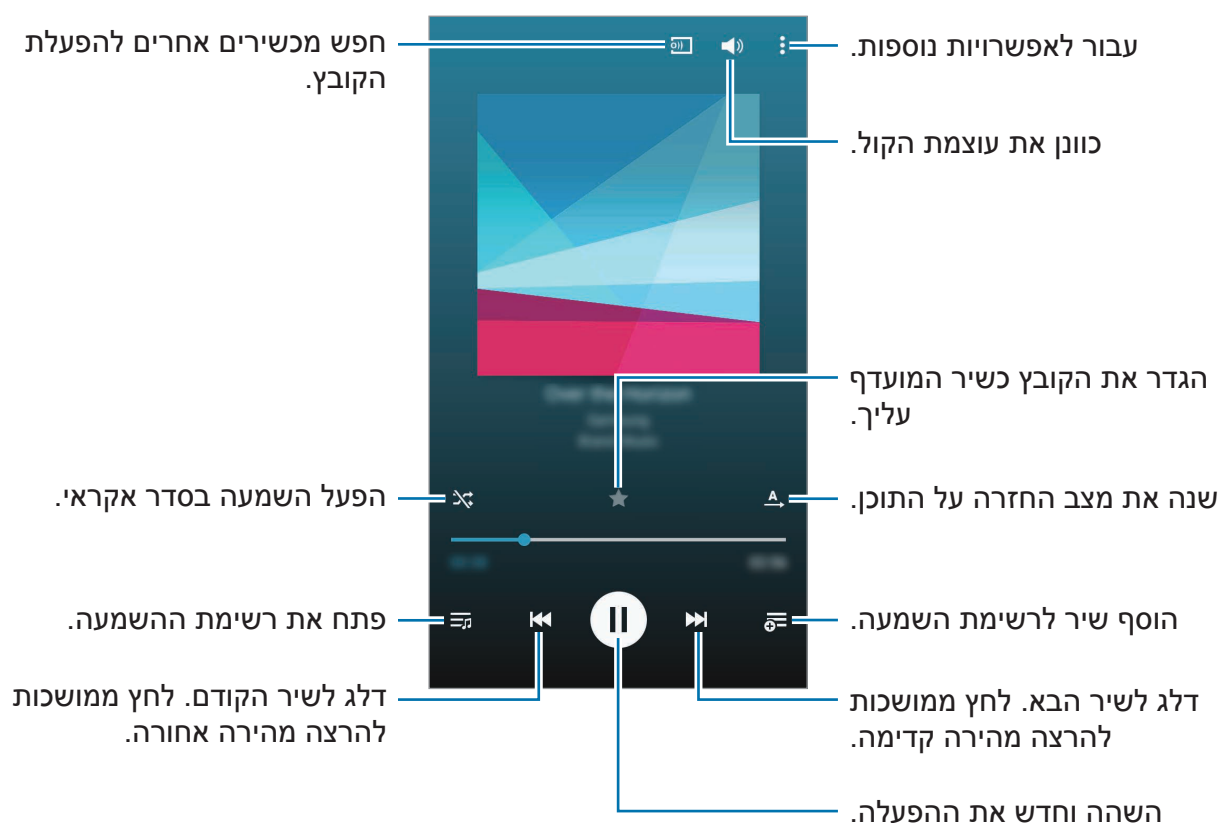 עבור לאפשרויות נוספות.
חפש מכשירים אחרים להפעלת
הקובץ.
כוונן את עוצמת הקול.
הגדר את הקובץ כשיר המועדף
עליך.
שנה את מצב החזרה על התוכן.
A
הפעל השמעה בסדר אקראי.
הוסף שיר לרשימת השמעה.
פתח את רשימת ההשמעה.
דלג לשיר הבא. לחץ ממושכות
להרצה מהירה קדימה.
דלג לשיר הקודם. לחץ ממושכות
להרצה מהירה אחורה.
השהה וחדש את ההפעלה.